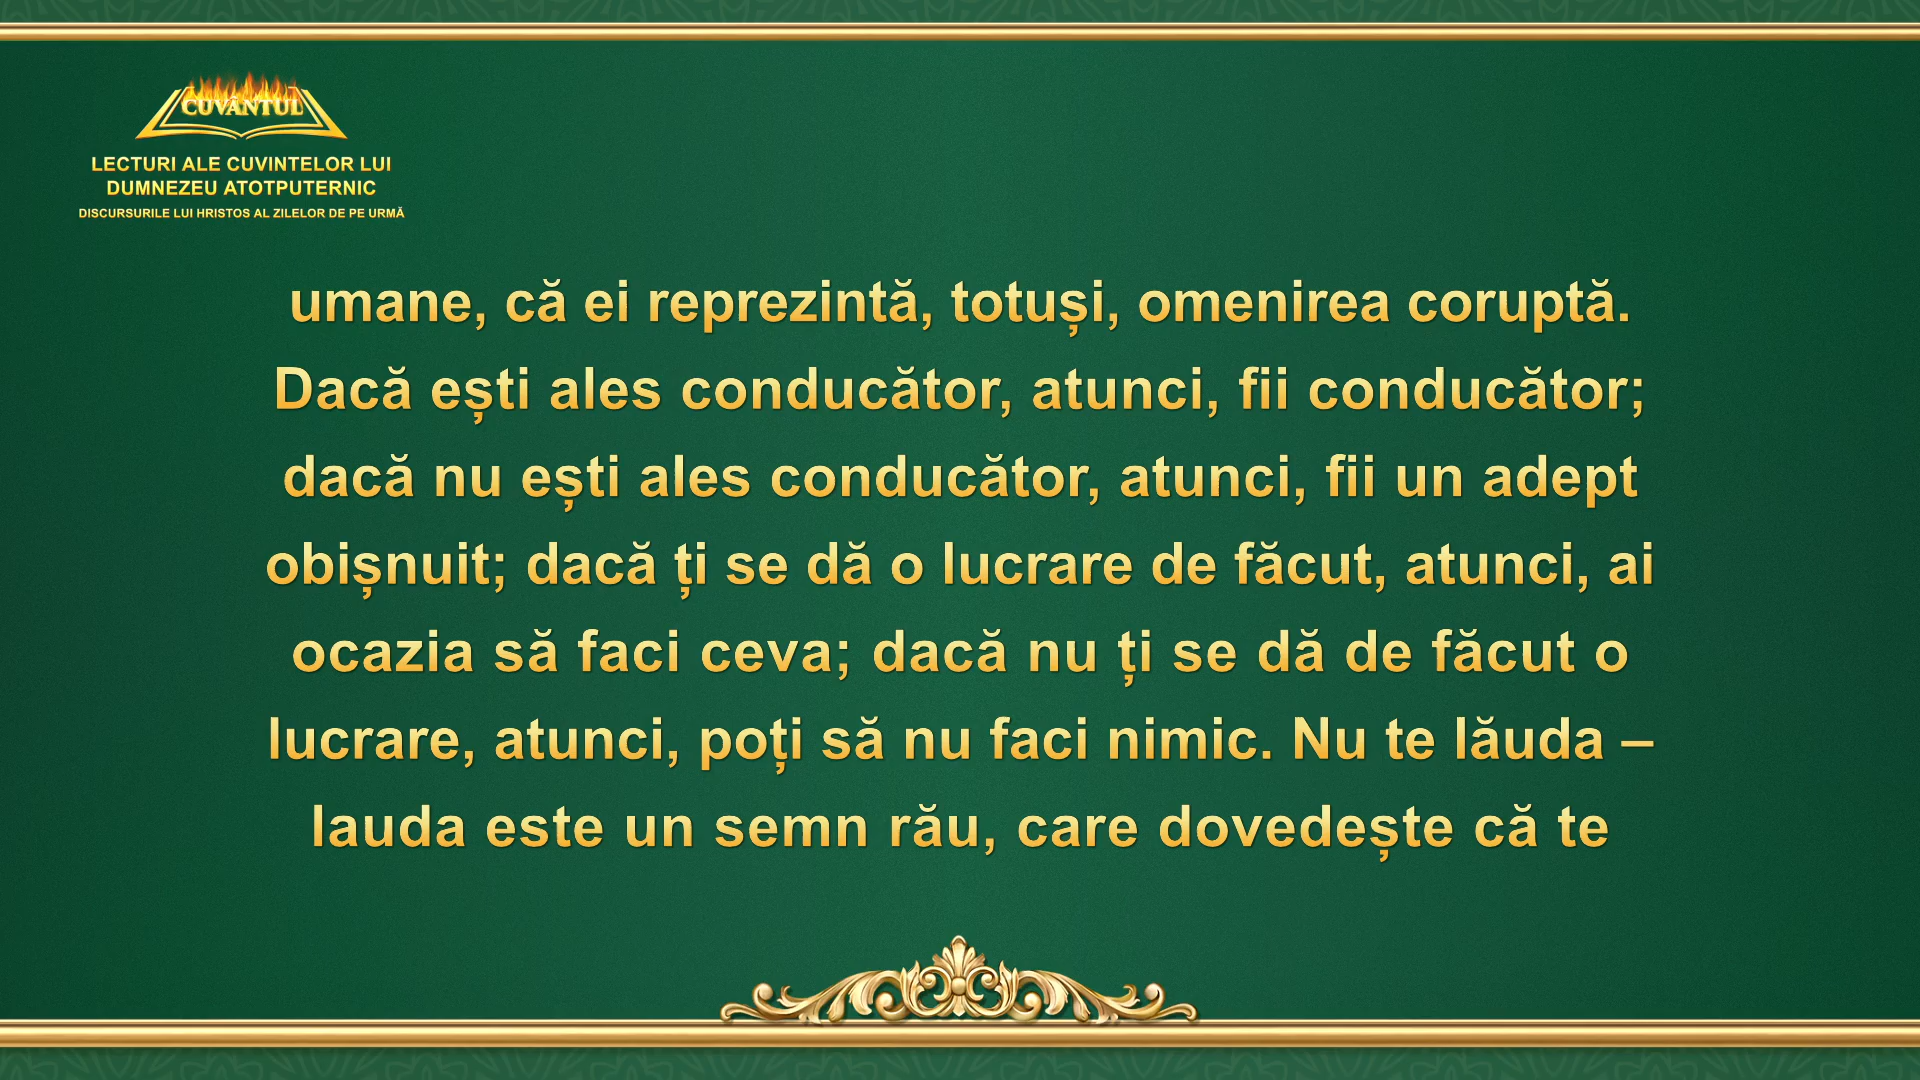 CUVÂNTUL
LECTURI ALE CUVINTELOR LUI
DUMNEZEU ATOTPUTERNIC
DISCURSURILE LUI HRISTOS AL ZILELOR DE PE URMĂ
umane, că ei reprezintă, totuși, omenirea coruptă.
Dacă ești ales conducător, atunci, fii conducător;
dacă nu ești ales conducător, atunci, fii un adept
obișnuit; dacă ți se dă o lucrare de făcut, atunci, ai
ocazia să faci ceva; dacă nu ți se dă de făcut o
lucrare, atunci, poți să nu faci nimic. Nu te lăuda –
lauda este un semn rău, care dovedește că te